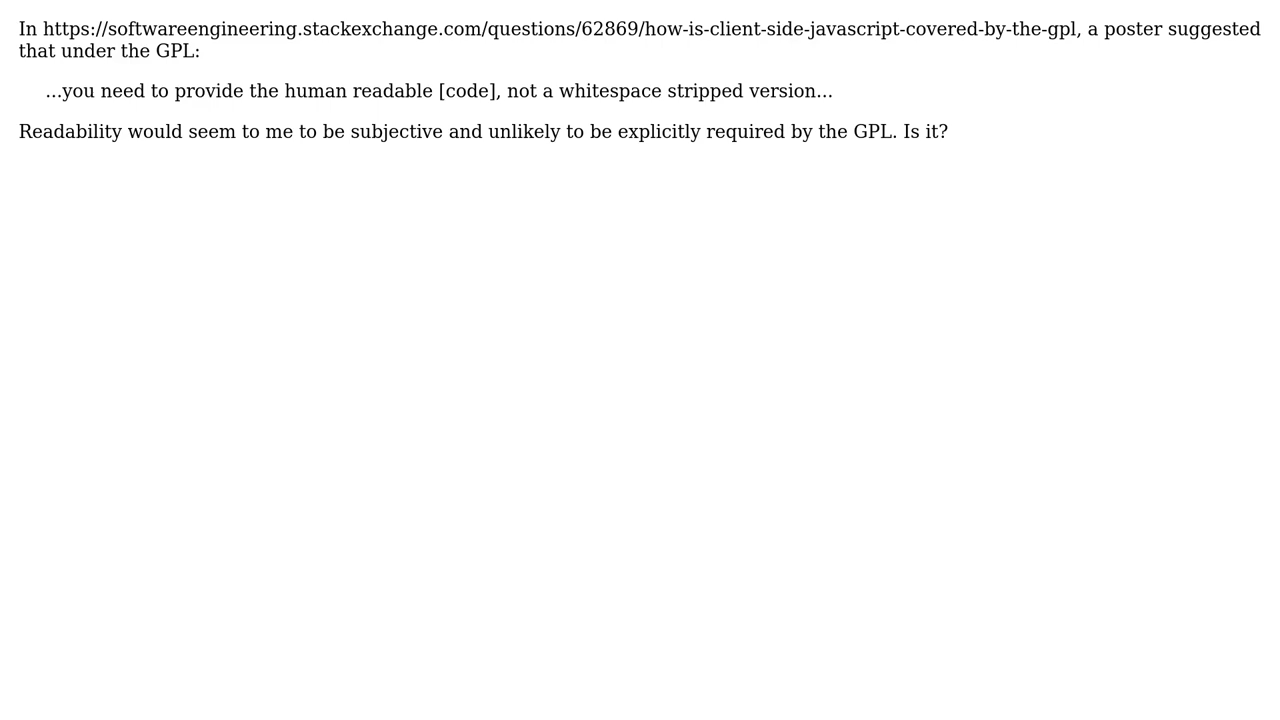 In https://softwareengineering.stackexchange.com/questions/62869/how-is-client-side-javascript-covered-by-the-gpl, a poster suggested
that under the GPL:
...you need to provide the human readable [code], not a whitespace stripped version...
Readability would seem to me to be subjective and unlikely to be explicitly required by the GPL. Is it?